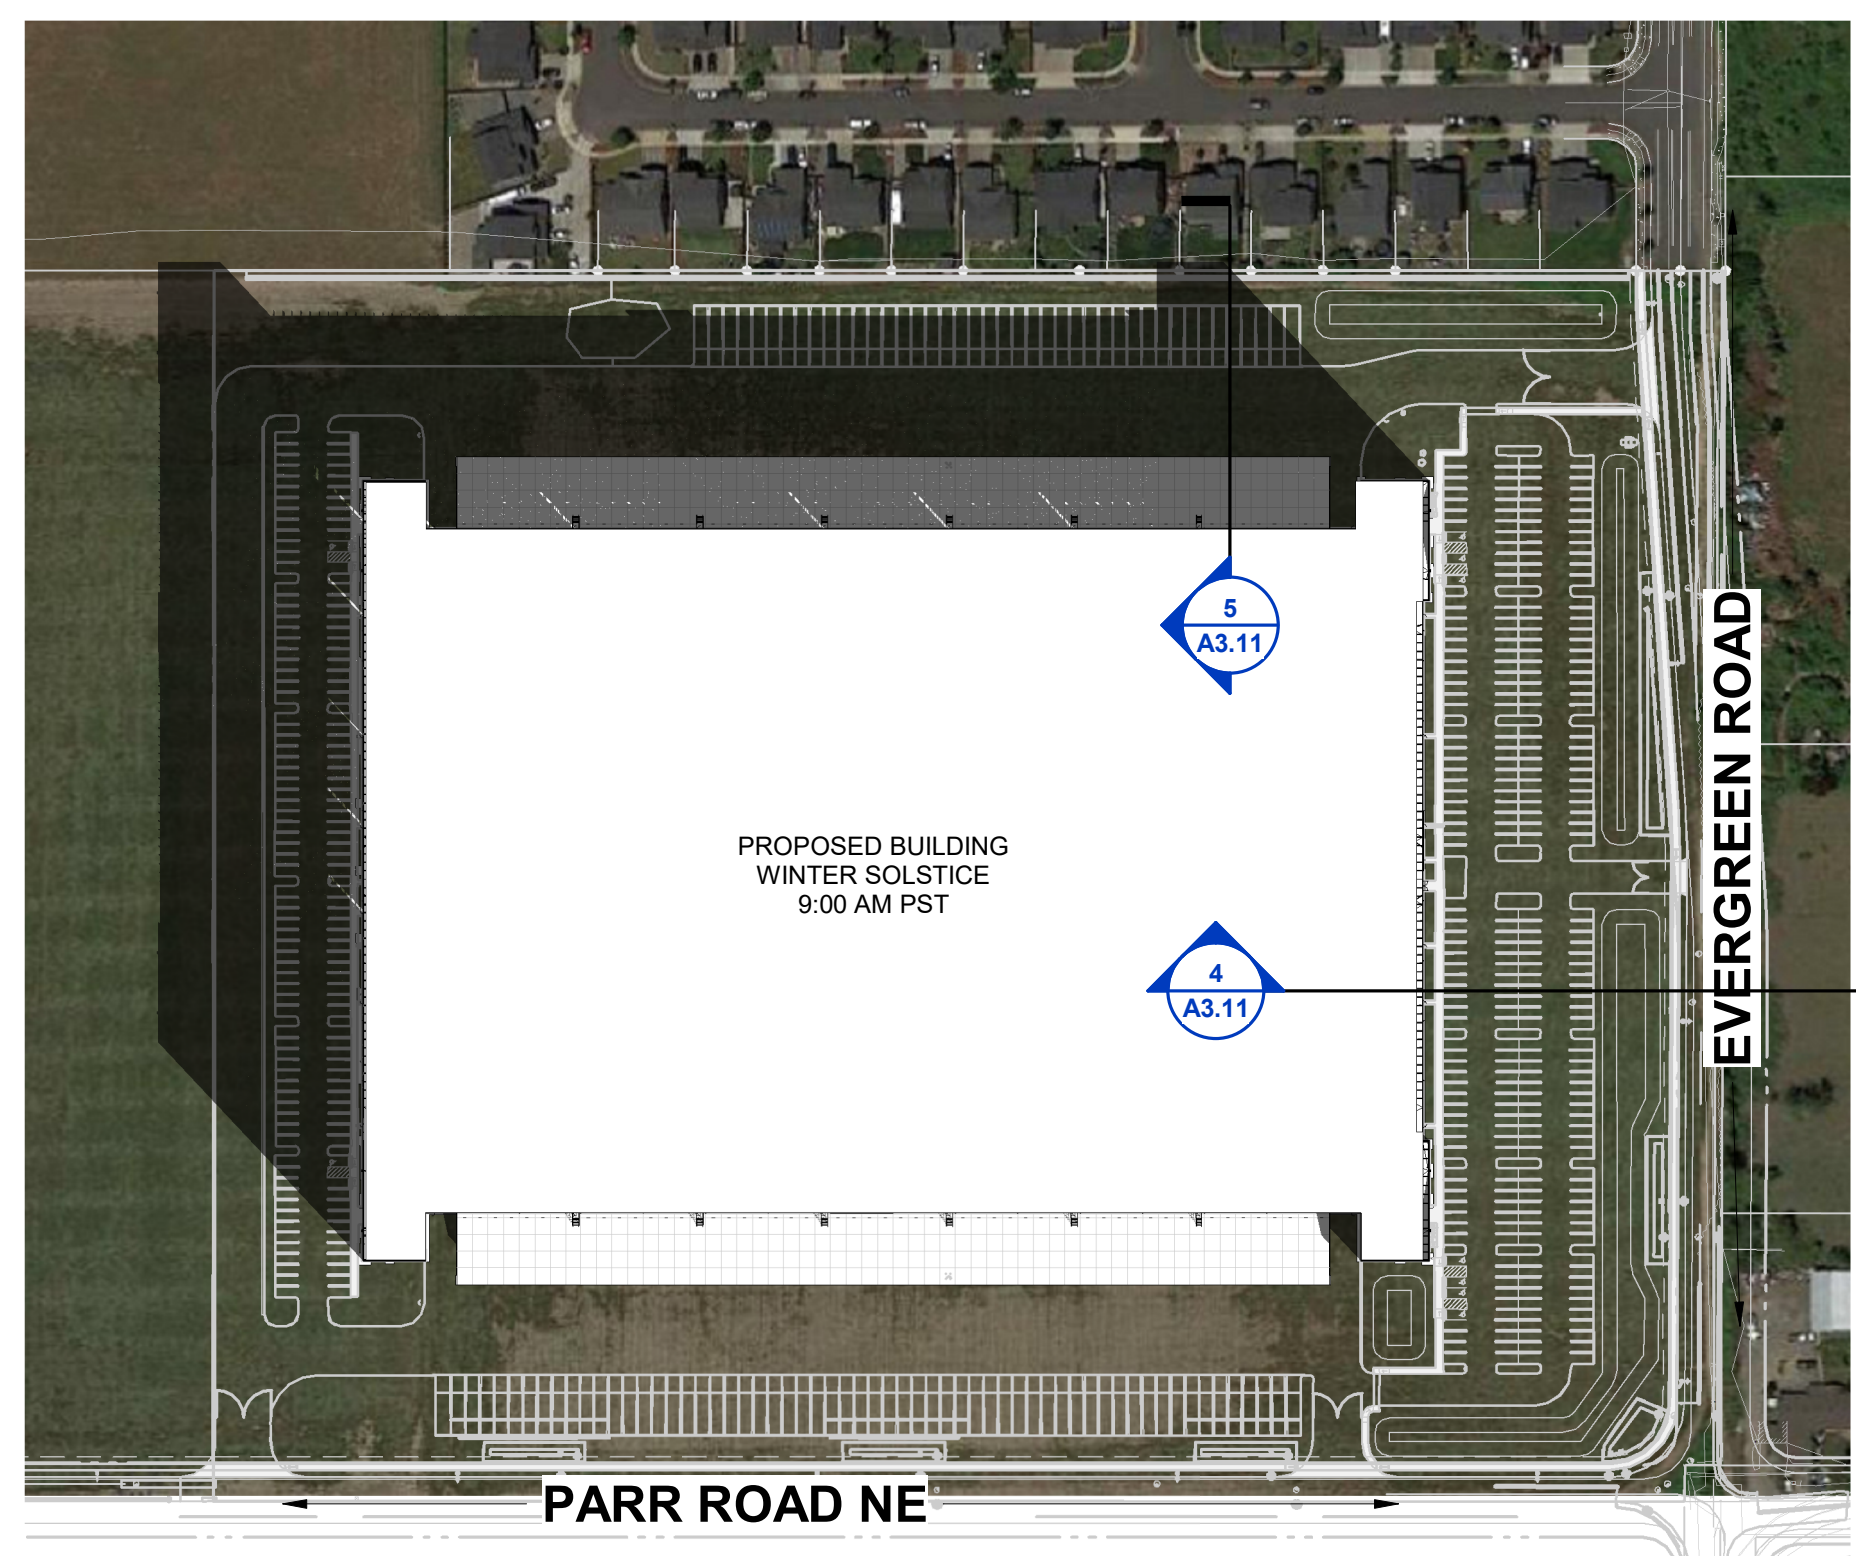 5
A3.11
PROPOSED BUILDING
WINTER SOLSTICE
9:00 AM PST
4
A3.11
EVERGREEN ROAD
PARR ROAD NE